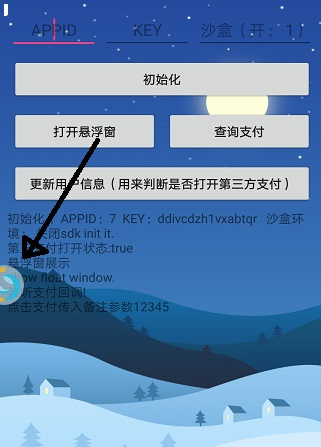 APPID KEY 沙盒（开：1）
初始化
打开悬浮窗 查询支付
更新用户信息（用来判断是否打开第三方支付）
初始化 APPID：7 KEY：ddivcdzh1vxabtqr 沙盒环
境： 关闭sdk init it.
第 支付打开状态:true
悬浮窗展示
how float window.
听支付回调!
点击支付传入备注参数12345